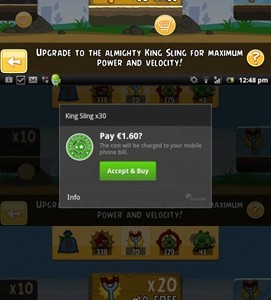 UPGRADE TO THE ALMIGHTY KING SLING FOR MAXIMUM
POWER AND VELOCITY!
?
12:48 pm
x10
King Sling x30
Pay €1.60?
The cost will be charged to your mobile
phone bill.
Accept & Buy
Info
MAXIMUM
POWER AND VELOCITY!
?
x10
x20